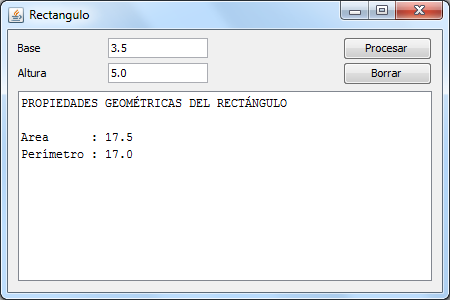 Rectangulo
Base 3.5 Procesar
Altura 5.0 Borrar
PROPIEDADES GEOMÉTRICAS DEL RECTÁNGULO
Area : 17.5
Perímetro : 17.0